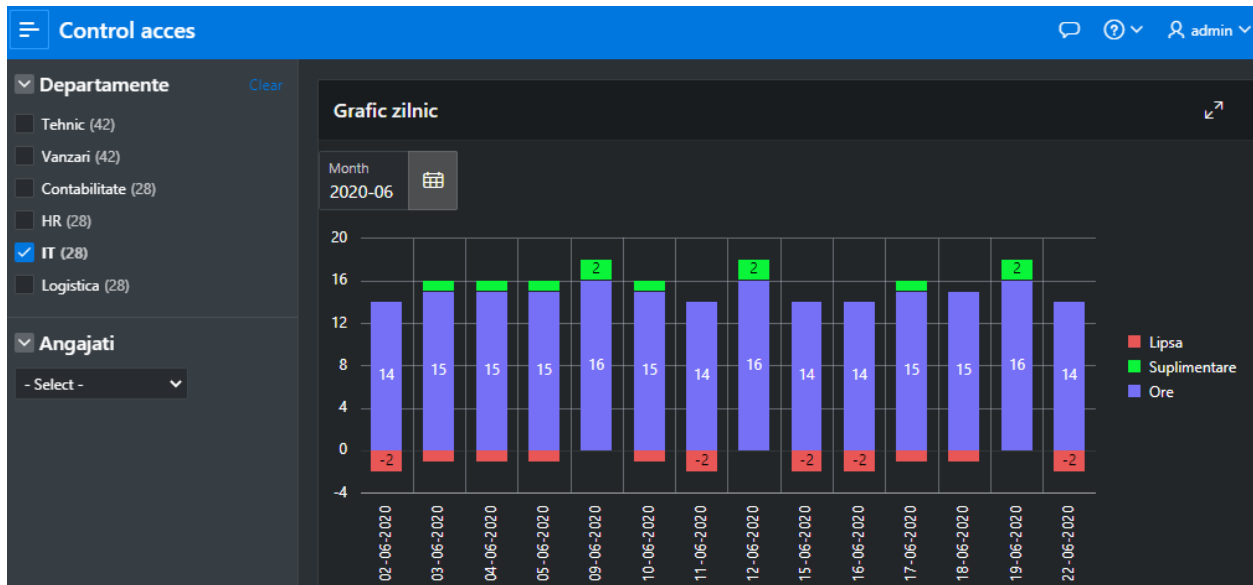 Control acces
admin
Departamente
Clear
Tehnic (42)
Vanzari (42)
Contabilitate (28)
HR (28)
IT (28)
Logistica (28)
Angajati
- Select -
Grafic zilnic
Month
2020-06
20
16
12
8
4
0
-4
2
2
2
14
15
15
15
16
15
14
16
14
14
15
15
16
14
-2
-2
-2
-2
-2
02-06-2020
03-06-2020
04-06-2020
05-06-2020
09-06-2020
10-06-2020
11-06-2020
12-06-2020
15-06-2020
16-06-2020
17-06-2020
18-06-2020
19-06-2020
22-06-2020
Lipsa
Suplimentare
Ore